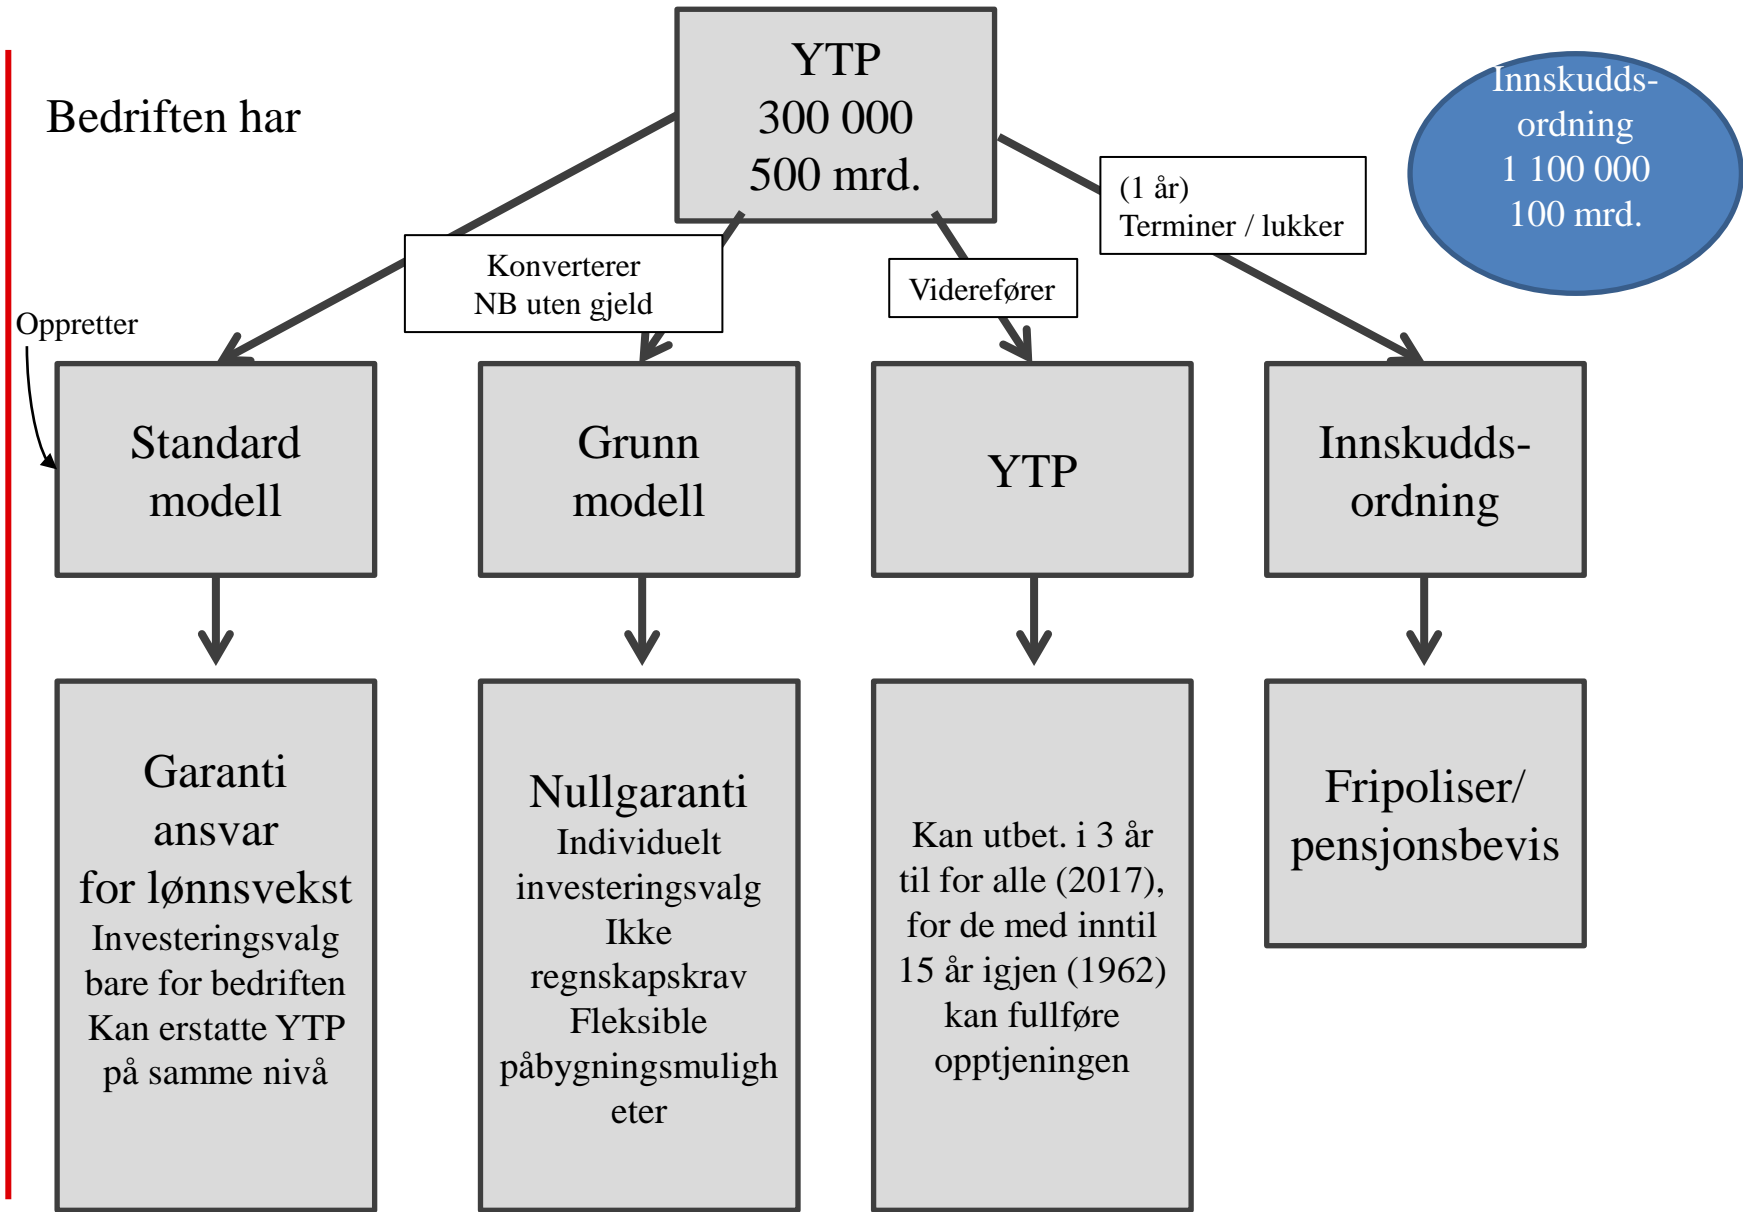 YTP
300 000
500 mrd.
Innskudds-
ordning
1 100 000
100 mrd.
Bedriften har
(1 år)
Terminer / lukker
Konverterer
NB uten gjeld
Viderefører
Oppretter
Standard
modell
Grunn
modell
YTP
Innskudds-
ordning
Garanti
ansvar
for lønnsvekst
Investeringsvalg
bare for bedriften
Kan erstatte YTP
på samme nivå
Nullgaranti
Individuelt
investeringsvalg
Ikke
regnskapskrav
Fleksible
påbygningsmuligh
eter
Kan utbet. i 3 år
til for alle (2017),
for de med inntil
15 år igjen (1962)
kan fullføre
opptjeningen
Fripoliser/
pensjonsbevis